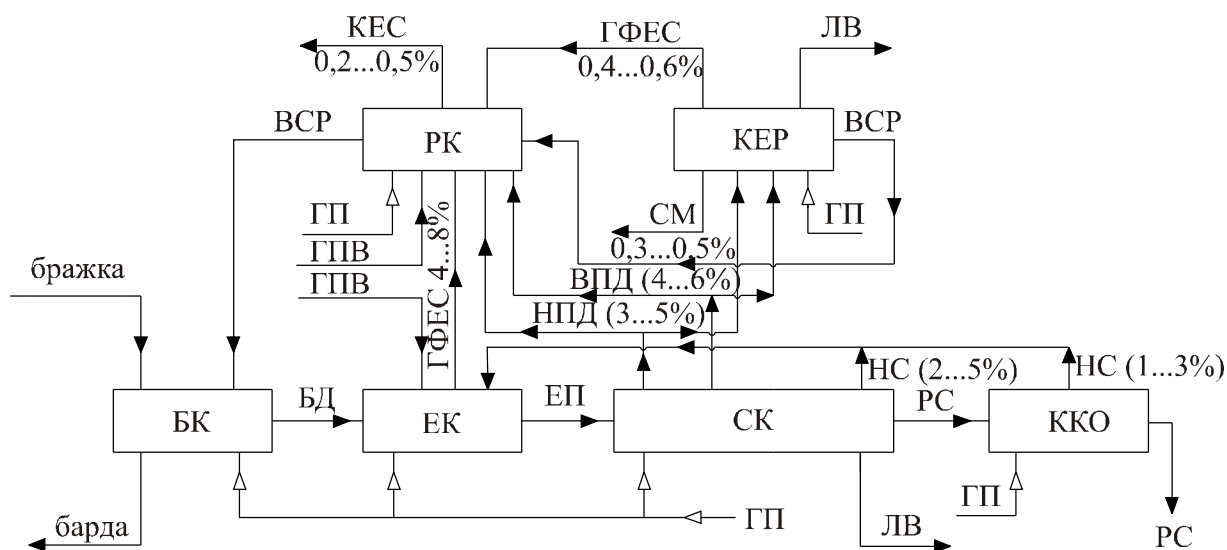 КЕС
0,2...0,5%
ГФЕС
0,4...0,6%
ЛВ
ВСР
РК
КЕР
ВСР
ГП
СМ
ГП
0,3...0,5%
ГПВ
бражка
ГПВ
ГФЕС 4...8%
ВПД (4...6%)
НПД (3...5%)
НС (2...5%)
НС (1...3%)
БК
БД
ЕК
ЕП
СК
РС
ККО
ГП
барда
ГП
ЛВ
РС